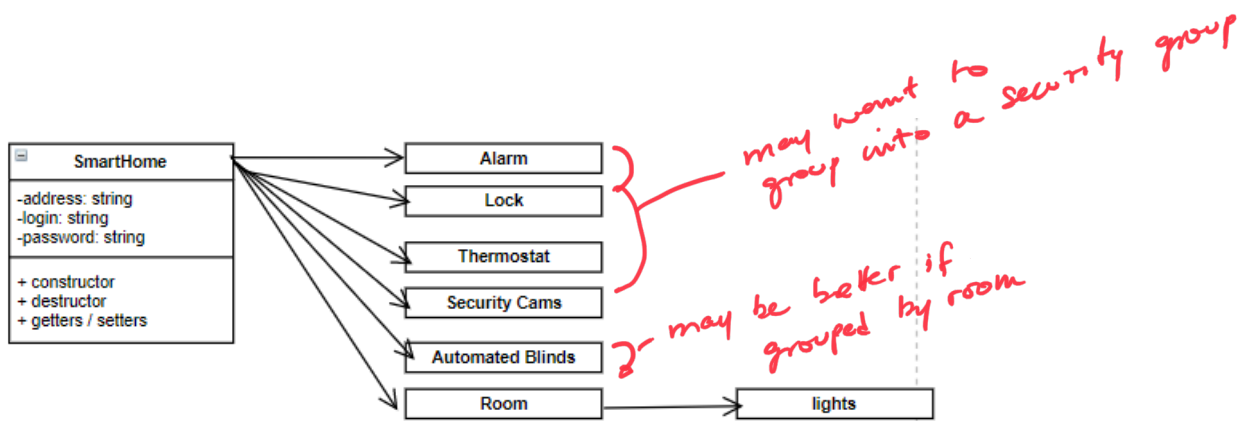 SmartHome
-address: string
-login: string
-password: string
+ constructor
+ destructor
+ getters / setters
Alarm
Lock
Thermostat
Security Cams
Automated Blinds
Room
lights
may want to
group into a security group
may be better if
grouped by room